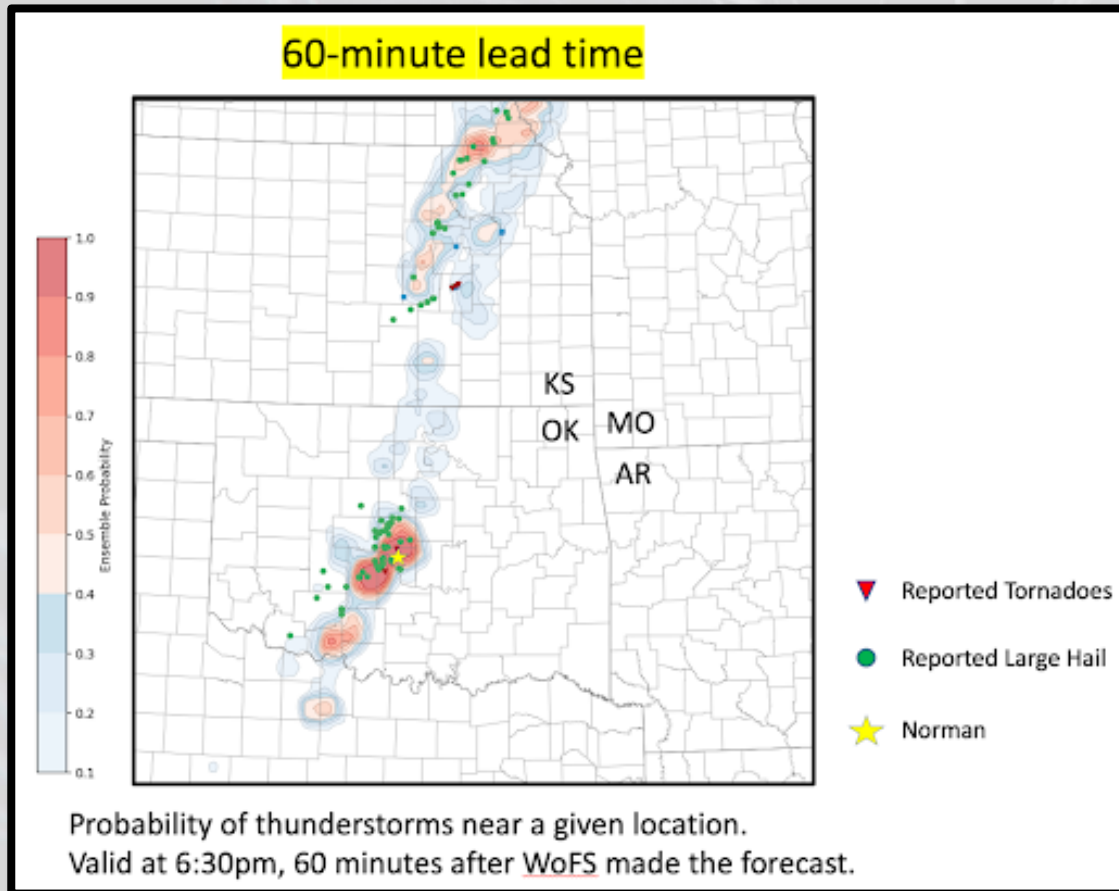 60-minute lead time
1.0
0.9
0.8
0.7
0.6
0.5
0.4
0.3
0.2
0.1
Ensemble Probability
KS
OK
MO
AR
Reported Tornadoes
Reported Large Hail
Norman
Probability of thunderstorms near a given location.
Valid at 6:30pm, 60 minutes after WoFS made the forecast.